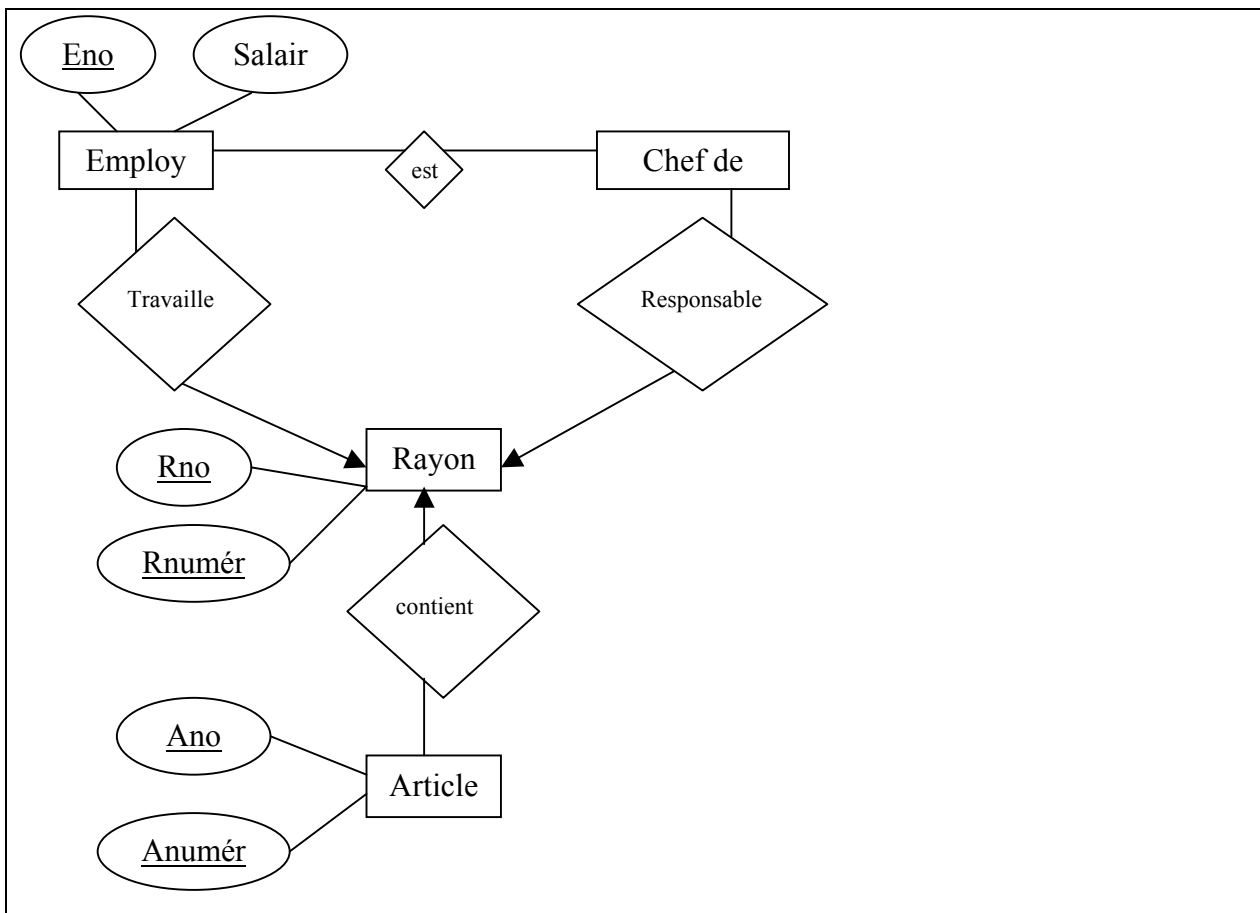 Eno
Salair
Employ
est
Chef de
Travaille
Responsable
Rayon
Rno
Rnumér
contient
Ano
Article
Anumér